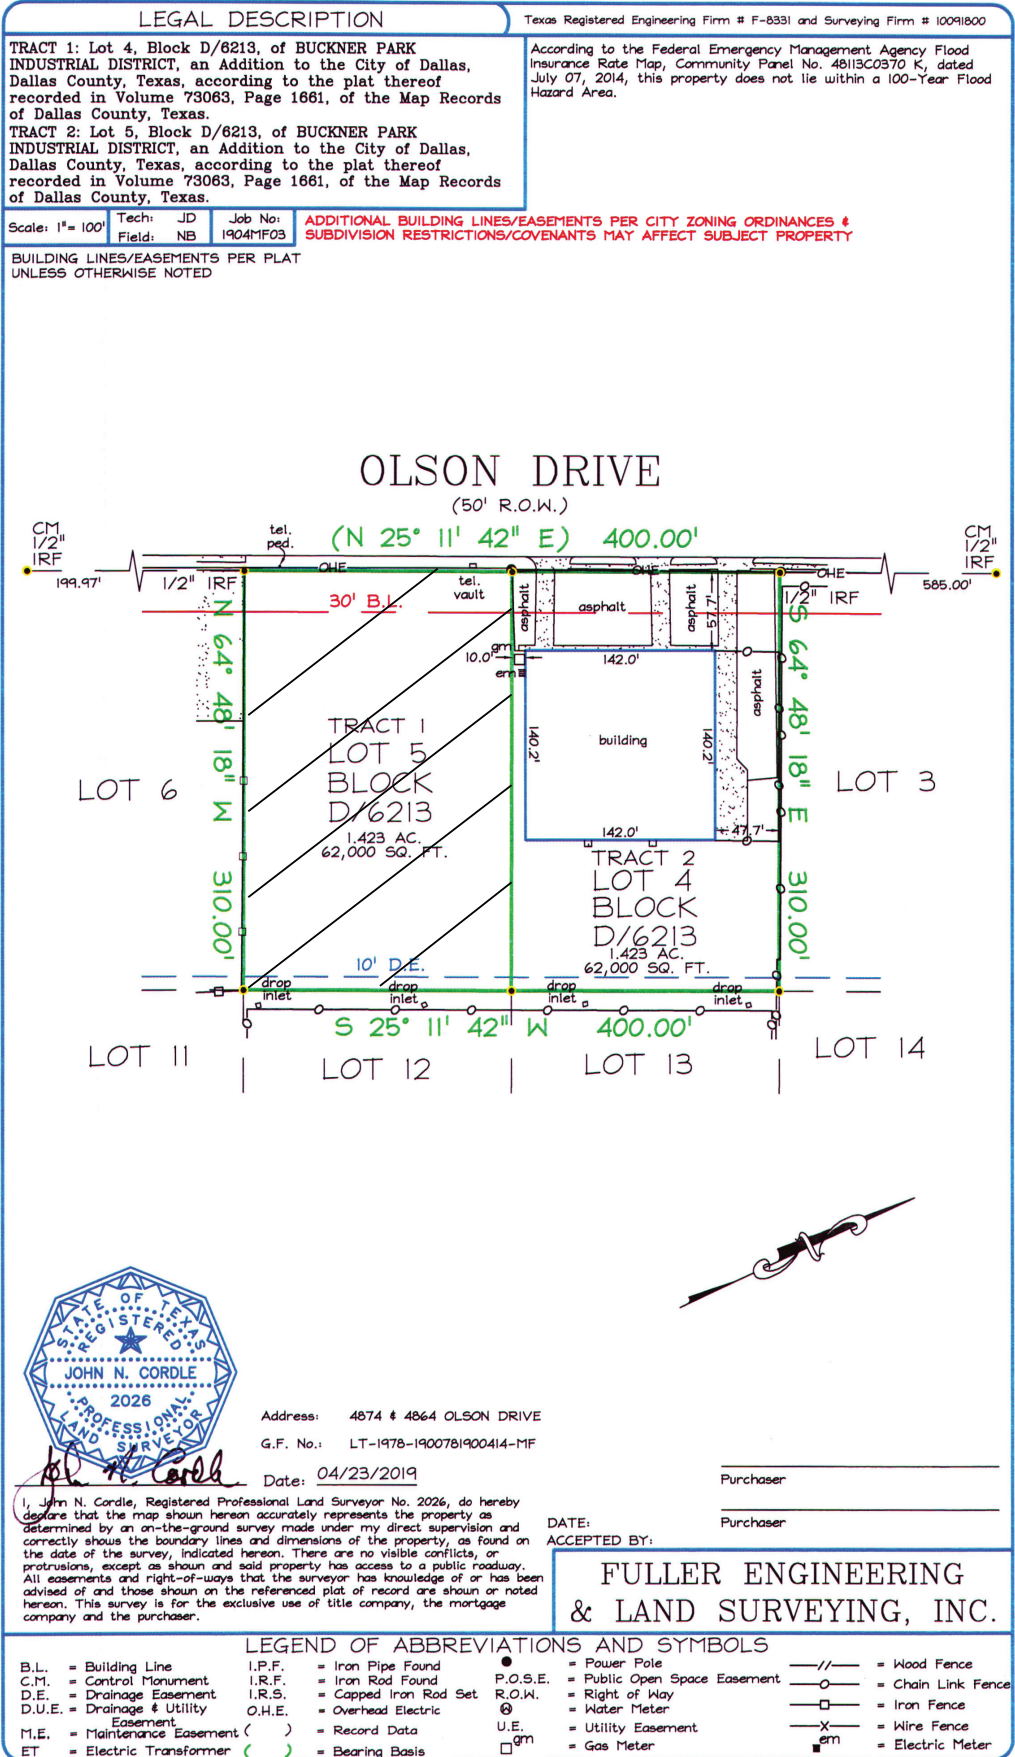 LEGAL DESCRIPTION
Texas Registered Engineering Firm # F-8331 and Surveying Firm # 10091800
TRACT 1: Lot 4, Block D/6213, of BUCKNER PARK
INDUSTRIAL DISTRICT, an Addition to the City of Dallas,
Dallas County, Texas, according to the plat thereof
recorded in Volume 73063, Page 1661, of the Map Records
of Dallas County, Texas.
TRACT 2: Lot 5, Block D/6213, of BUCKNER PARK
INDUSTRIAL DISTRICT, an Addition to the City of Dallas,
Dallas County, Texas, according to the plat thereof
recorded in Volume 73063, Page 1661, of the Map Records
of Dallas County, Texas.
According to the Federal Emergency Management Agency Flood
Insurance Rate Map, Community Panel No. 48113C0370 K, dated
July 07, 2014, this property does not lie within a 100-Year Flood
Hazard Area.
Scale: 1"= 100'
Tech: JD
Field: NB
Job No:
1904MF03
ADDITIONAL BUILDING LINES/EASEMENTS PER CITY ZONING ORDINANCES &
SUBDIVISION RESTRICTIONS/COVENANTS MAY AFFECT SUBJECT PROPERTY
BUILDING LINES/EASEMENTS PER PLAT
UNLESS OTHERWISE NOTED
OLSON DRIVE
(50' R.O.W.)
(N 25° 11' 42" E) 400.00'
CM
1/2"
IRF
199.97'
1/2" IRF
tel.
ped.
OHE
tel.
vault
OHE
OHE
1/2" IRF
CM
1/2"
IRF
585.00'
30' B.L.
asphalt
asphalt
asphalt
57.7'
gm
10.0'
em
142.0'
asphalt
N 64° 48' 18" W 310.00'
S 64° 48' 18" E 310.00'
140.2'
building
140.2'
142.0'
47.7'
LOT 6
TRACT 1
LOT 5
BLOCK
D/6213
1.423 AC.
62,000 SQ. FT.
LOT 3
TRACT 2
LOT 4
BLOCK
D/6213
1.423 AC.
62,000 SQ. FT.
10' D.E.
drop
inlet
drop
inlet
drop
inlet
drop
inlet
S 25° 11' 42" W 400.00'
LOT 11
LOT 12
LOT 13
LOT 14
N
STATE OF TEXAS
REGISTERED
JOHN N. CORDLE
2026
PROFESSIONAL
LAND SURVEYOR
John N. Cordle
Address: 4874 & 4864 OLSON DRIVE
G.F. No.: LT-1978-1900781900414-MF
Date: 04/23/2019
I, John N. Cordle, Registered Professional Land Surveyor No. 2026, do hereby
declare that the map shown hereon accurately represents the property as
determined by an on-the-ground survey made under my direct supervision and
correctly shows the boundary lines and dimensions of the property, as found on
the date of the survey, indicated hereon. There are no visible conflicts, or
protrusions, except as shown and said property has access to a public roadway.
All easements and right-of-ways that the surveyor has knowledge of or has been
advised of and those shown on the referenced plat of record are shown or noted
hereon. This survey is for the exclusive use of title company, the mortgage
company and the purchaser.
Purchaser
Purchaser
DATE:
ACCEPTED BY:
FULLER ENGINEERING
& LAND SURVEYING, INC.
LEGEND OF ABBREVIATIONS AND SYMBOLS
B.L. = Building Line
C.M. = Control Monument
D.E. = Drainage Easement
D.U.E. = Drainage & Utility
Easement
M.E. = Maintenance Easement
ET = Electric Transformer
I.P.F. = Iron Pipe Found
I.R.F. = Iron Rod Found
I.R.S. = Capped Iron Rod Set
O.H.E. = Overhead Electric
( ) = Record Data
( ) = Bearing Basis
= Power Pole
P.O.S.E. = Public Open Space Easement
R.O.W. = Right of Way
W = Water Meter
U.E. = Utility Easement
gm = Gas Meter
// = Wood Fence
= Chain Link Fence
= Iron Fence
X = Wire Fence
em = Electric Meter